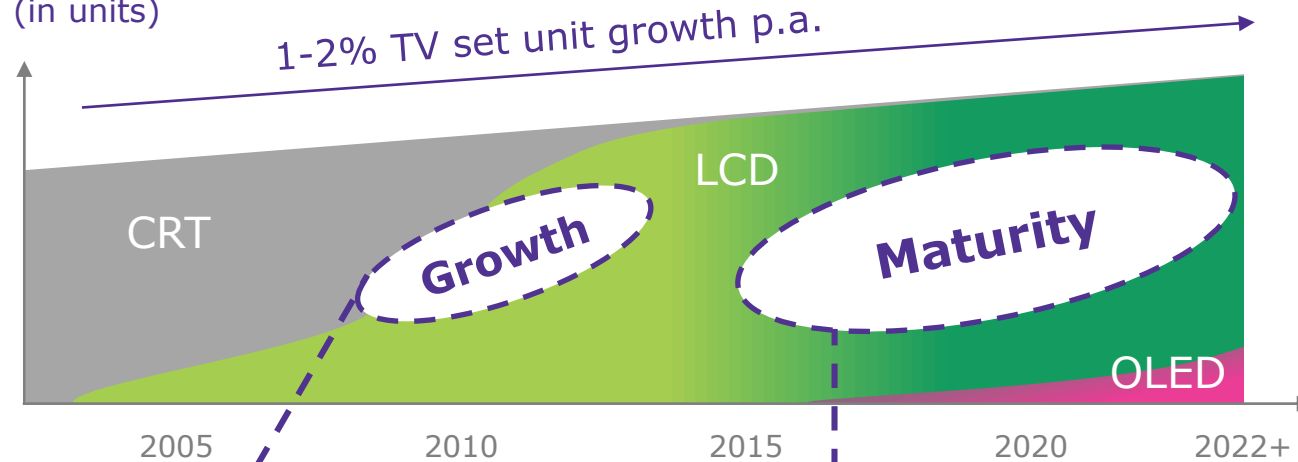 (in units)
1-2% TV set unit growth p.a.
LCD
CRT
Growth
Maturity
OLED
2005 2010 2015 2020 2022+